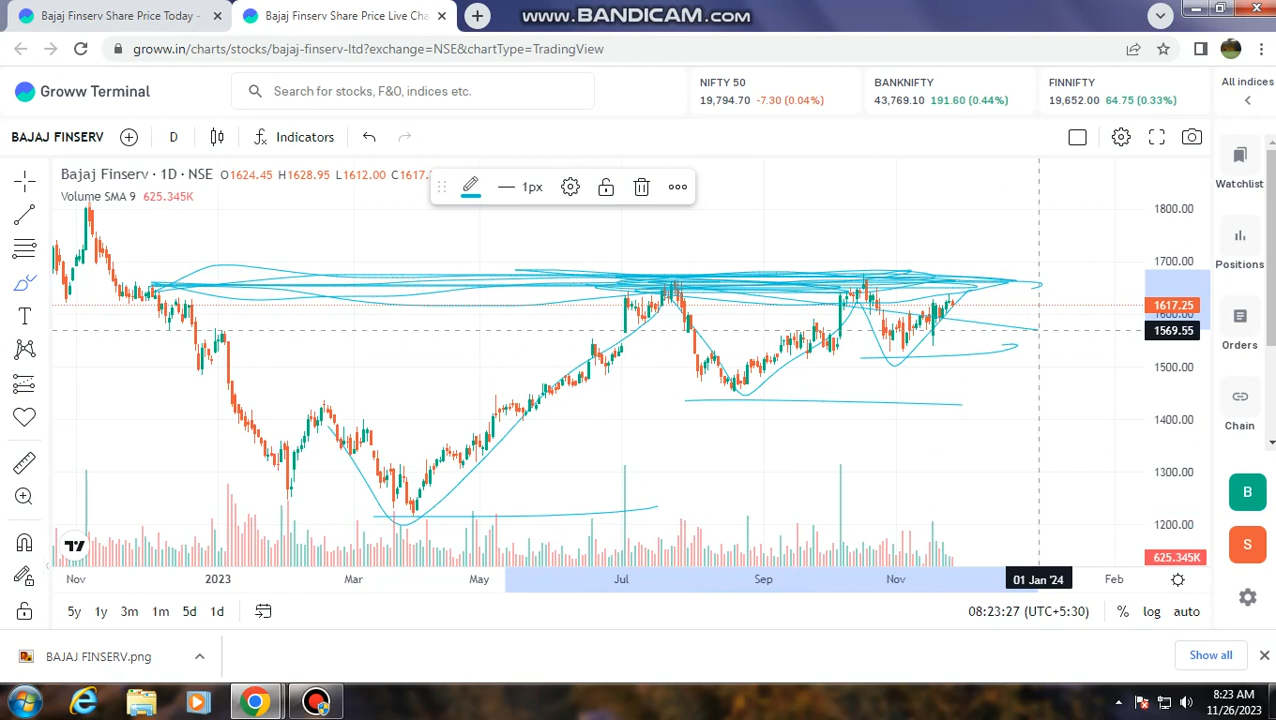 Bajaj Finserv Share Price Today -
Bajaj Finserv Share Price Live Cha
www.BANDICAM.com
groww.in/charts/stocks/bajaj-finserv-ltd?exchange=NSE&chartType=TradingView
Groww Terminal
Search for stocks, F&O, indices etc.
NIFTY 50
19,794.70 -7.30 (0.04%)
BANKNIFTY
43,769.10 191.60 (0.44%)
FINNIFTY
19,652.00 64.75 (0.33%)
All indices
BAJAJ FINSERV
D
Indicators
Bajaj Finserv · 1D · NSE O1624.45 H1628.95 L1612.00 C1617.
Volume SMA 9 625.345K
1px
1800.00
1700.00
1617.25
1600.00
1569.55
1500.00
1400.00
1300.00
1200.00
625.345K
Watchlist
Positions
Orders
Chain
B
S
Nov
2023
Mar
May
Jul
Sep
Nov
01 Jan '24
Feb
5y 1y 3m 1m 5d 1d
08:23:27 (UTC+5:30)
% log auto
BAJAJ FINSERV.png
Show all
8:23 AM
11/26/2023